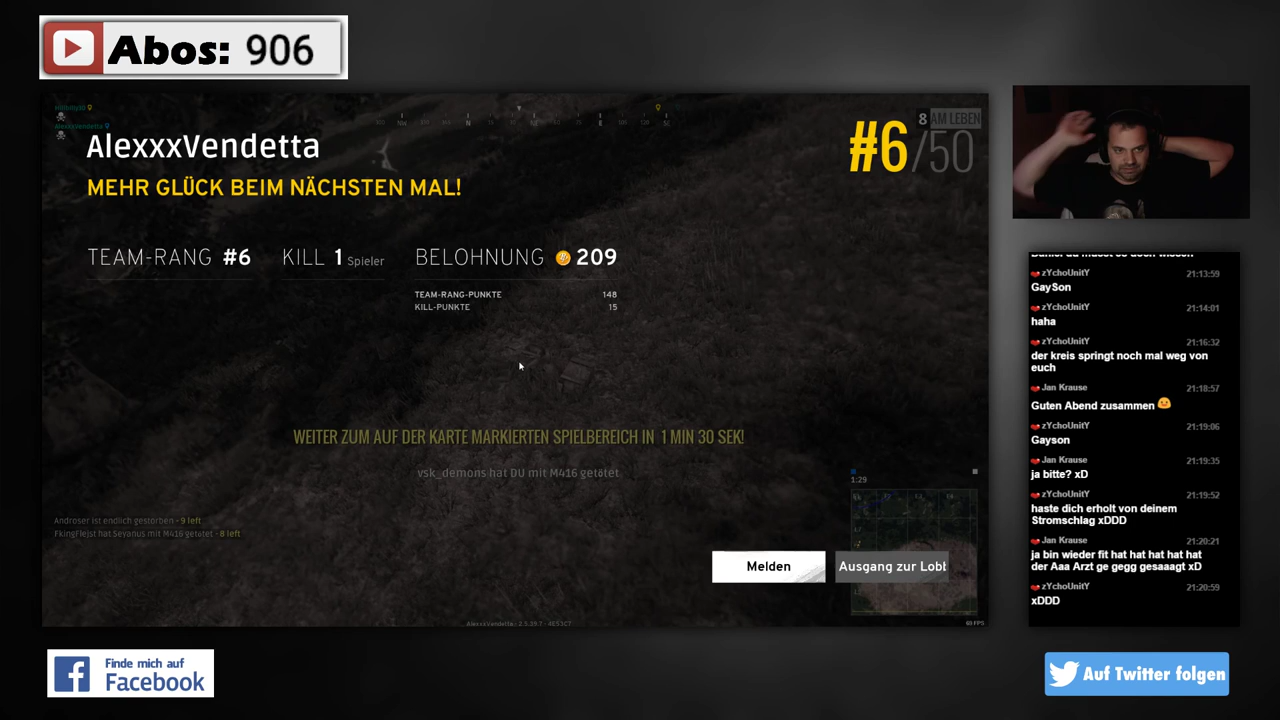 Abos: 906
AlexxxVendetta
MEHR GLÜCK BEIM NÄCHSTEN MAL!
#6/50
8 AM LEBEN
TEAM-RANG #6 KILL 1 Spieler BELOHNUNG 209
TEAM-RANG-PUNKTE 148
KILL-PUNKTE 15
WEITER ZUM AUF DER KARTE MARKIERTEN SPIELBEREICH IN 1 MIN 30 SEK!
vsk_demons hat DU mit M416 getötet
1:29
Androser ist endlich gestorben - 9 left
FkingFlejst hat Seyanus mit M416 getötet - 8 left
Melden
Ausgang zur Lobb
60 FPS
zYchoUnitY 21:13:59
GaySon
zYchoUnitY 21:14:01
haha
zYchoUnitY 21:16:32
der kreis springt noch mal weg von
euch
Jan Krause 21:18:57
Guten Abend zusammen
zYchoUnitY 21:19:06
Gayson
Jan Krause 21:19:35
ja bitte? xD
zYchoUnitY 21:19:52
haste dich erholt von deinem
Stromschlag xDDD
Jan Krause 21:20:21
ja bin wieder fit hat hat hat hat hat
der Aaa Arzt ge gegg gesaaagt xD
zYchoUnitY 21:20:59
xDDD
Finde mich auf
Facebook
Auf Twitter folgen